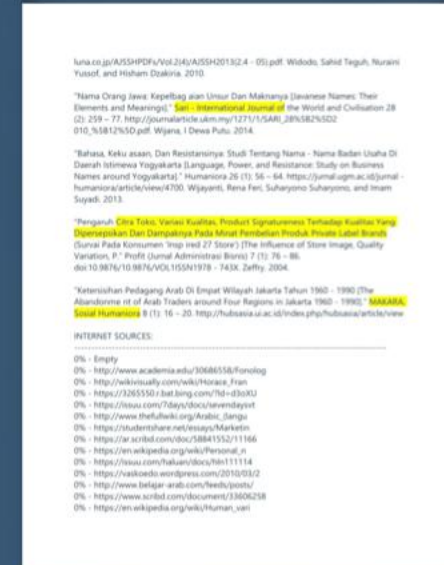 luna.co.jp/AJSSHPDFs/Vol.2(4)/AJSSH2013(2.4 - 05).pdf. Widodo, Sahid Teguh, Nuraini
Yussof, and Hisham Dzakiria. 2010.
"Nama Orang Jawa: Kepelbag aian Unsur Dan Maknanya [Javanese Names: Their
Elements and Meanings]." Sari - International Journal of the World and Civilisation 28
(2): 259 – 77. http://journalarticle.ukm.my/1271/1/SARI_28%5B2%5D2
010_%5B12%5D.pdf. Wijana, I Dewa Putu. 2014.
"Bahasa, Keku asaan, Dan Resistansinya: Studi Tentang Nama - Nama Badan Usaha Di
Daerah Istimewa Yogyakarta [Language, Power, and Resistance: Study on Business
Names around Yogyakarta]." Humaniora 26 (1): 56 – 64. https://jurnal.ugm.ac.id/jurnal -
humaniora/article/view/4700. Wijayanti, Rena Feri, Suharyono Suharyono, and Imam
Suyadi. 2013.
"Pengaruh Citra Toko, Variasi Kualitas, Product Signatureness Terhadap Kualitas Yang
Dipersepsikan Dan Dampaknya Pada Minat Pembelian Produk Private Label Brands
(Survai Pada Konsumen 'Insp ired 27 Store') [The Influence of Store Image, Quality
Variation, P." Profit (Jurnal Administrasi Bisnis) 7 (1): 76 – 88.
doi:10.9876/10.9876/VOL1ISSN1978 - 743X. Zeffry. 2004.
"Ketersisihan Pedagang Arab Di Empat Wilayah Jakarta Tahun 1960 - 1990 [The
Abandonme nt of Arab Traders around Four Regions in Jakarta 1960 - 1990]." MAKARA,
Sosial Humaniora 8 (1): 16 – 20. http://hubsasia.ui.ac.id/index.php/hubsasia/article/view
INTERNET SOURCES:
0% - Empty
0% - http://www.academia.edu/30686558/Fonolog
0% - http://wikivisually.com/wiki/Horace_Fran
0% - https://3265550.r.bat.bing.com/?ld=d3oXU
0% - https://issuu.com/7days/docs/sevendaysvt
0% - http://www.thefullwiki.org/Arabic_(langu
0% - https://studentshare.net/essays/Marketin
0% - https://ar.scribd.com/doc/58841552/11166
0% - https://en.wikipedia.org/wiki/Personal_n
0% - https://issuu.com/haluan/docs/hln111114
0% - https://vaskoedo.wordpress.com/2010/03/2
0% - http://www.belajar-arab.com/feeds/posts/
0% - https://www.scribd.com/document/33606258
0% - https://en.wikipedia.org/wiki/Human_vari